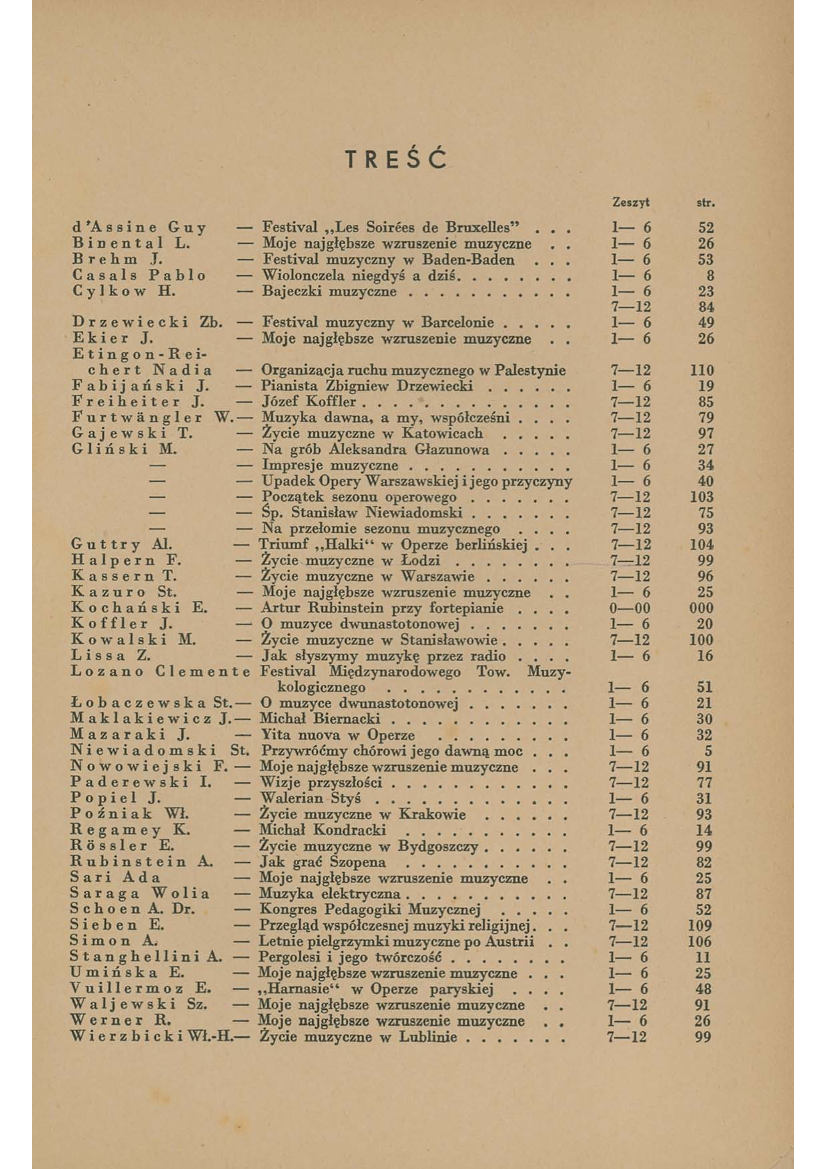 TREŚĆ
Zeszyt str.
d'Assine Guy — Festival „Les Soirées de Bruxelles” . . . 1— 6 52
Binental L. — Moje najgłębsze wzruszenie muzyczne . . 1— 6 26
Brehm J. — Festival muzyczny w Baden-Baden . . . 1— 6 53
Casals Pablo — Wiolonczela niegdyś a dziś. . . . . . . . 1— 6 8
Cylkow H. — Bajeczki muzyczne . . . . . . . . . . . 1— 6 23
7—12 84
Drzewiecki Zb. — Festival muzyczny w Barcelonie . . . . . 1— 6 49
Ekier J. — Moje najgłębsze wzruszenie muzyczne . . 1— 6 26
Etingon-Rei-
chert Nadia — Organizacja ruchu muzycznego w Palestynie 7—12 110
Fabijański J. — Pianista Zbigniew Drzewiecki . . . . . . 1— 6 19
Freiheiter J. — Józef Koffler . . . . . . . . . . . . . . 7—12 85
Furtwängler W.— Muzyka dawna, a my, współcześni . . . . 7—12 79
Gajewski T. — Życie muzyczne w Katowicach . . . . . 7—12 97
Gliński M. — Na grób Aleksandra Głazunowa . . . . . 1— 6 27
— — Impresje muzyczne . . . . . . . . . . . 1— 6 34
— — Upadek Opery Warszawskiej i jego przyczyny 1— 6 40
— — Początek sezonu operowego . . . . . . . 7—12 103
— — Śp. Stanisław Niewiadomski . . . . . . . 7—12 75
— — Na przełomie sezonu muzycznego . . . . 7—12 93
Guttry Al. — Triumf „Halki“ w Operze berlińskiej . . . 7—12 104
Halpern F. — Życie muzyczne w Łodzi . . . . . . . . 7—12 99
Kassern T. — Życie muzyczne w Warszawie . . . . . . 7—12 96
Kazuro St. — Moje najgłębsze wzruszenie muzyczne . . 1— 6 25
Kochański E. — Artur Rubinstein przy fortepianie . . . . 0—00 000
Koffler J. — O muzyce dwunastotonowej . . . . . . . 1— 6 20
Kowalski M. — Życie muzyczne w Stanisławowie . . . . . 7—12 100
Lissa Z. — Jak słyszymy muzykę przez radio . . . . 1— 6 16
Lozano Clemente Festival Międzynarodowego Tow. Muzy-
kologicznego . . . . . . . . . . . . 1— 6 51
Łobaczewska St.— O muzyce dwunastotonowej . . . . . . . 1— 6 21
Maklakiewicz J.— Michał Biernacki . . . . . . . . . . . . 1— 6 30
Mazaraki J. — Vita nuova w Operze . . . . . . . . . 1— 6 32
Niewiadomski St. Przywróćmy chórowi jego dawną moc . . . 1— 6 5
Nowowiejski F. — Moje najgłębsze wzruszenie muzyczne . . . 7—12 91
Paderewski I. — Wizje przyszłości . . . . . . . . . . . . 7—12 77
Popiel J. — Walerian Styś . . . . . . . . . . . . . 1— 6 31
Poźniak Wł. — Życie muzyczne w Krakowie . . . . . . 7—12 93
Regamey K. — Michał Kondracki . . . . . . . . . . . 1— 6 14
Rössler E. — Życie muzyczne w Bydgoszczy . . . . . . 7—12 99
Rubinstein A. — Jak grać Szopena . . . . . . . . . . . 7—12 82
Sari Ada — Moje najgłębsze wzruszenie muzyczne . . 1— 6 25
Saraga Wolia — Muzyka elektryczna . . . . . . . . . . . 7—12 87
Schoen A. Dr. — Kongres Pedagogiki Muzycznej . . . . . 1— 6 52
Sieben E. — Przegląd współczesnej muzyki religijnej . . . 7—12 109
Simon A. — Letnie pielgrzymki muzyczne po Austrii . . 7—12 106
Stanghellini A. — Pergolesi i jego twórczość . . . . . . . . 1— 6 11
Umińska E. — Moje najgłębsze wzruszenie muzyczne . . . 1— 6 25
Vuillermoz E. — „Harnasie“ w Operze paryskiej . . . . 1— 6 48
Waljewski Sz. — Moje najgłębsze wzruszenie muzyczne . . 7—12 91
Werner R. — Moje najgłębsze wzruszenie muzyczne . . 1— 6 26
Wierzbicki Wł.-H.— Życie muzyczne w Lublinie . . . . . . . 7—12 99